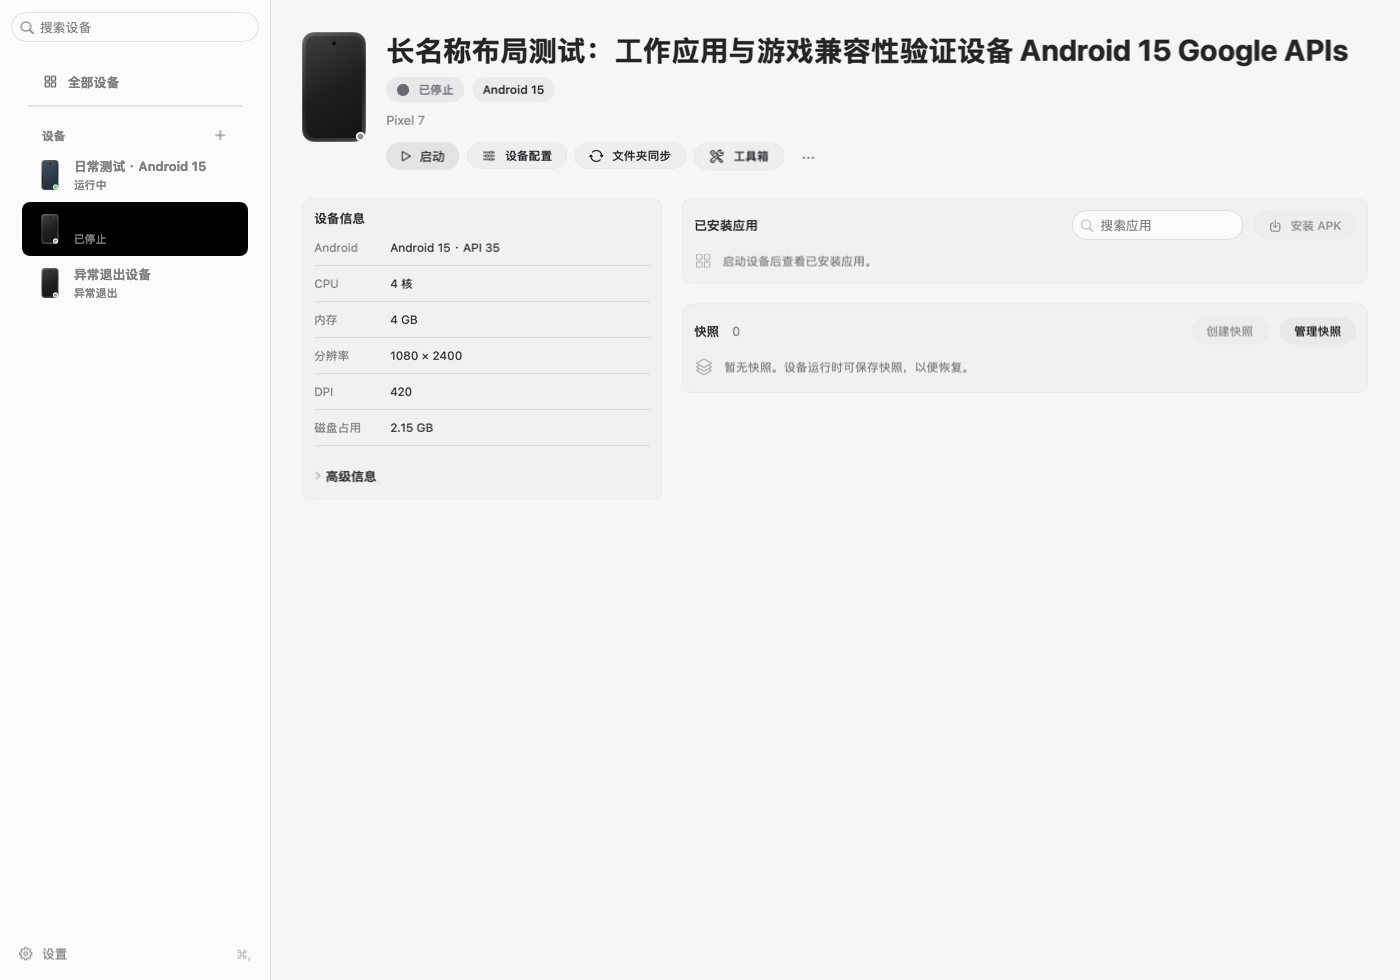 搜索设备
全部设备
设备
日常测试 · Android 15
运行中
已停止
异常退出设备
异常退出
设置
⌘,
长名称布局测试：工作应用与游戏兼容性验证设备 Android 15 Google APIs
已停止 Android 15
Pixel 7
启动 设备配置 文件夹同步 工具箱 ...
设备信息
Android Android 15 · API 35
CPU 4 核
内存 4 GB
分辨率 1080 × 2400
DPI 420
磁盘占用 2.15 GB
高级信息
已安装应用 搜索应用 安装 APK
启动设备后查看已安装应用。
快照 0 创建快照 管理快照
暂无快照。设备运行时可保存快照，以便恢复。